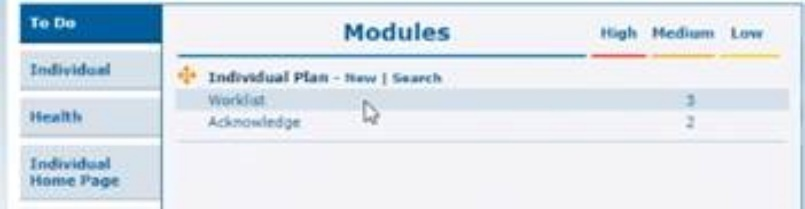 To Do
Modules High Medium Low
Individual
Individual Plan - New | Search
Worklist 3
Health
Acknowledge 2
Individual
Home Page